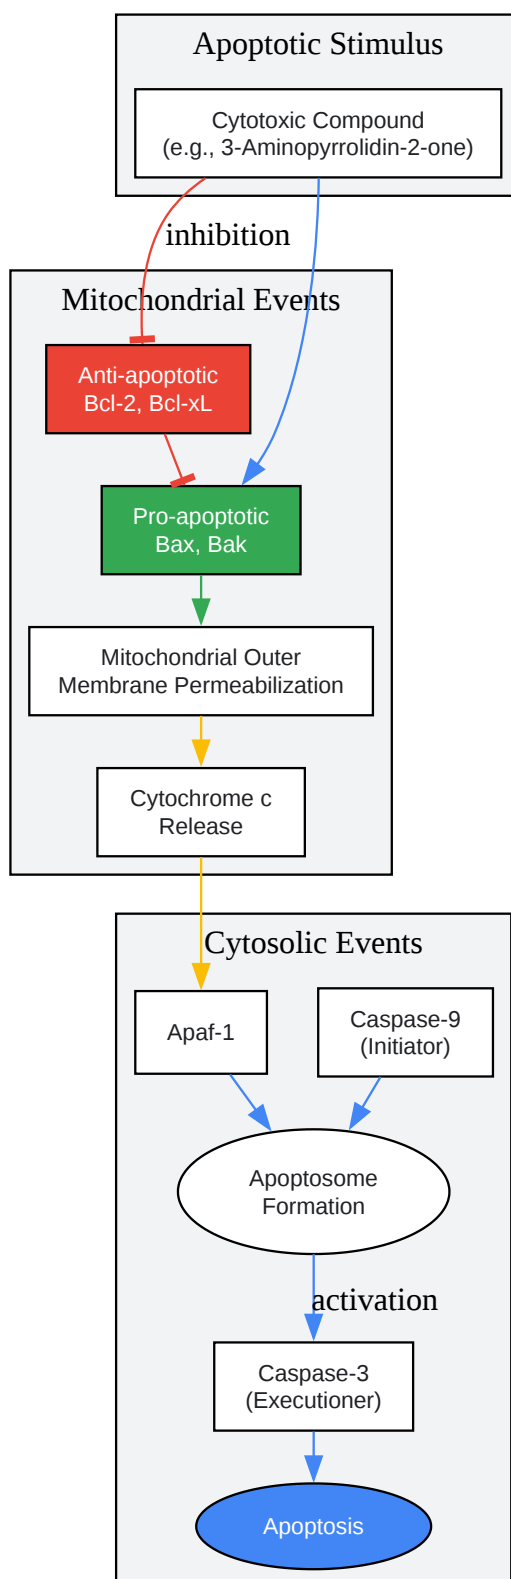 Apoptotic Stimulus
Cytotoxic Compound
(e.g., 3-Aminopyrrolidin-2-one)
inhibition
Mitochondrial Events
Anti-apoptotic
Bcl-2, Bcl-xL
Pro-apoptotic
Bax, Bak
Mitochondrial Outer
Membrane Permeabilization
Cytochrome c
Release
Cytosolic Events
Apaf-1
Caspase-9
(Initiator)
Apoptosome
Formation
activation
Caspase-3
(Executioner)
Apoptosis